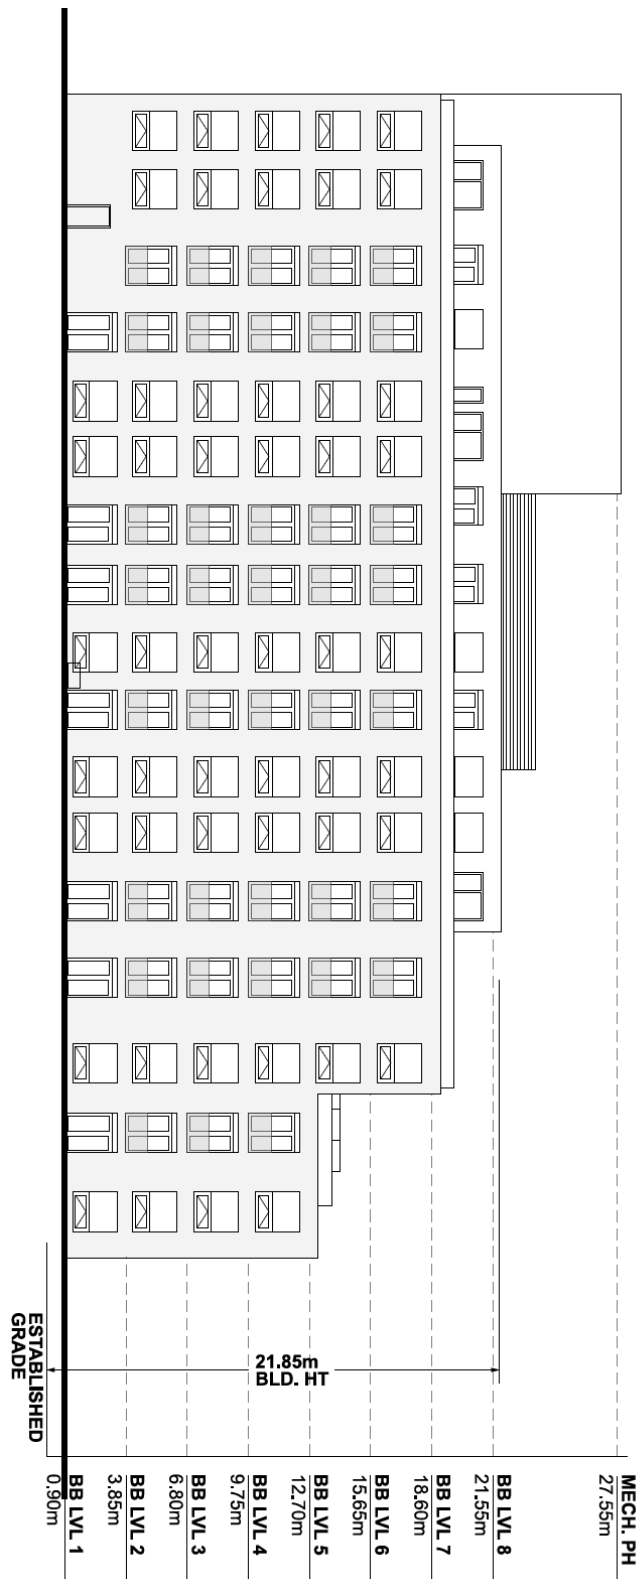 21.85m
BLD. HT
ESTABLISHED
GRADE
MECH. PH
27.55m
BB LVL 8
21.55m
BB LVL 7
18.60m
BB LVL 6
15.65m
BB LVL 5
12.70m
BB LVL 4
9.75m
BB LVL 3
6.80m
BB LVL 2
3.85m
BB LVL 1
0.90m